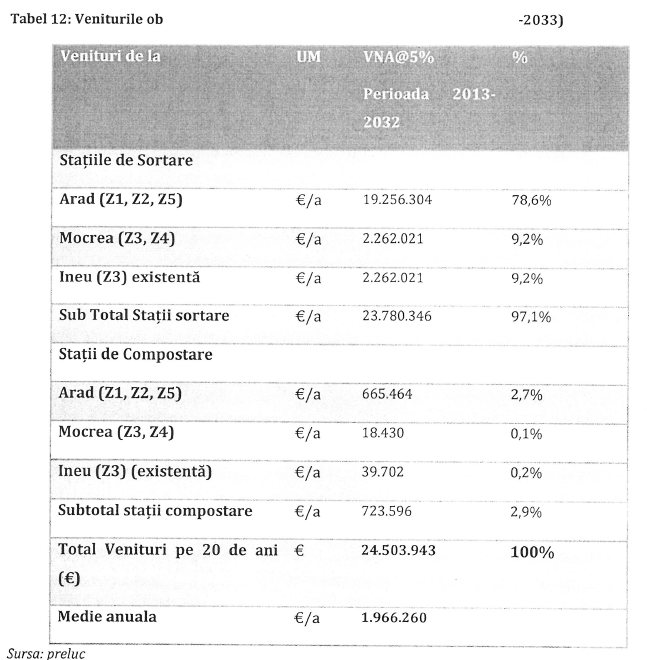 Tabel 12: Veniturile ob -2033)
Venituri de la UM VNA@5% %
Perioada 2013-
2032
Stațiile de Sortare
Arad (Z1, Z2, Z5) €/a 19.256.304 78,6%
Mocrea (Z3, Z4) €/a 2.262.021 9,2%
Ineu (Z3) existentă €/a 2.262.021 9,2%
Sub Total Stații sortare €/a 23.780.346 97,1%
Stații de Compostare
Arad (Z1, Z2, Z5) €/a 665.464 2,7%
Mocrea (Z3, Z4) €/a 18.430 0,1%
Ineu (Z3) (existentă) €/a 39.702 0,2%
Subtotal stații compostare €/a 723.596 2,9%
Total Venituri pe 20 de ani € 24.503.943 100%
(€)
Medie anuala €/a 1.966.260
Sursa: preluc